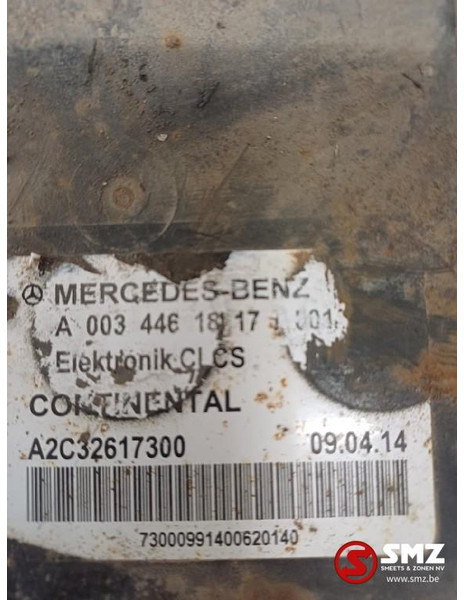 MERCEDES-BENZ
A 003 446 18 17 001
Elektronik CLCS
CONTINENTAL
A2C32617300 09.04.14
73000991400620140
SMZ
SMEETS & ZONEN NV
www.smz.be